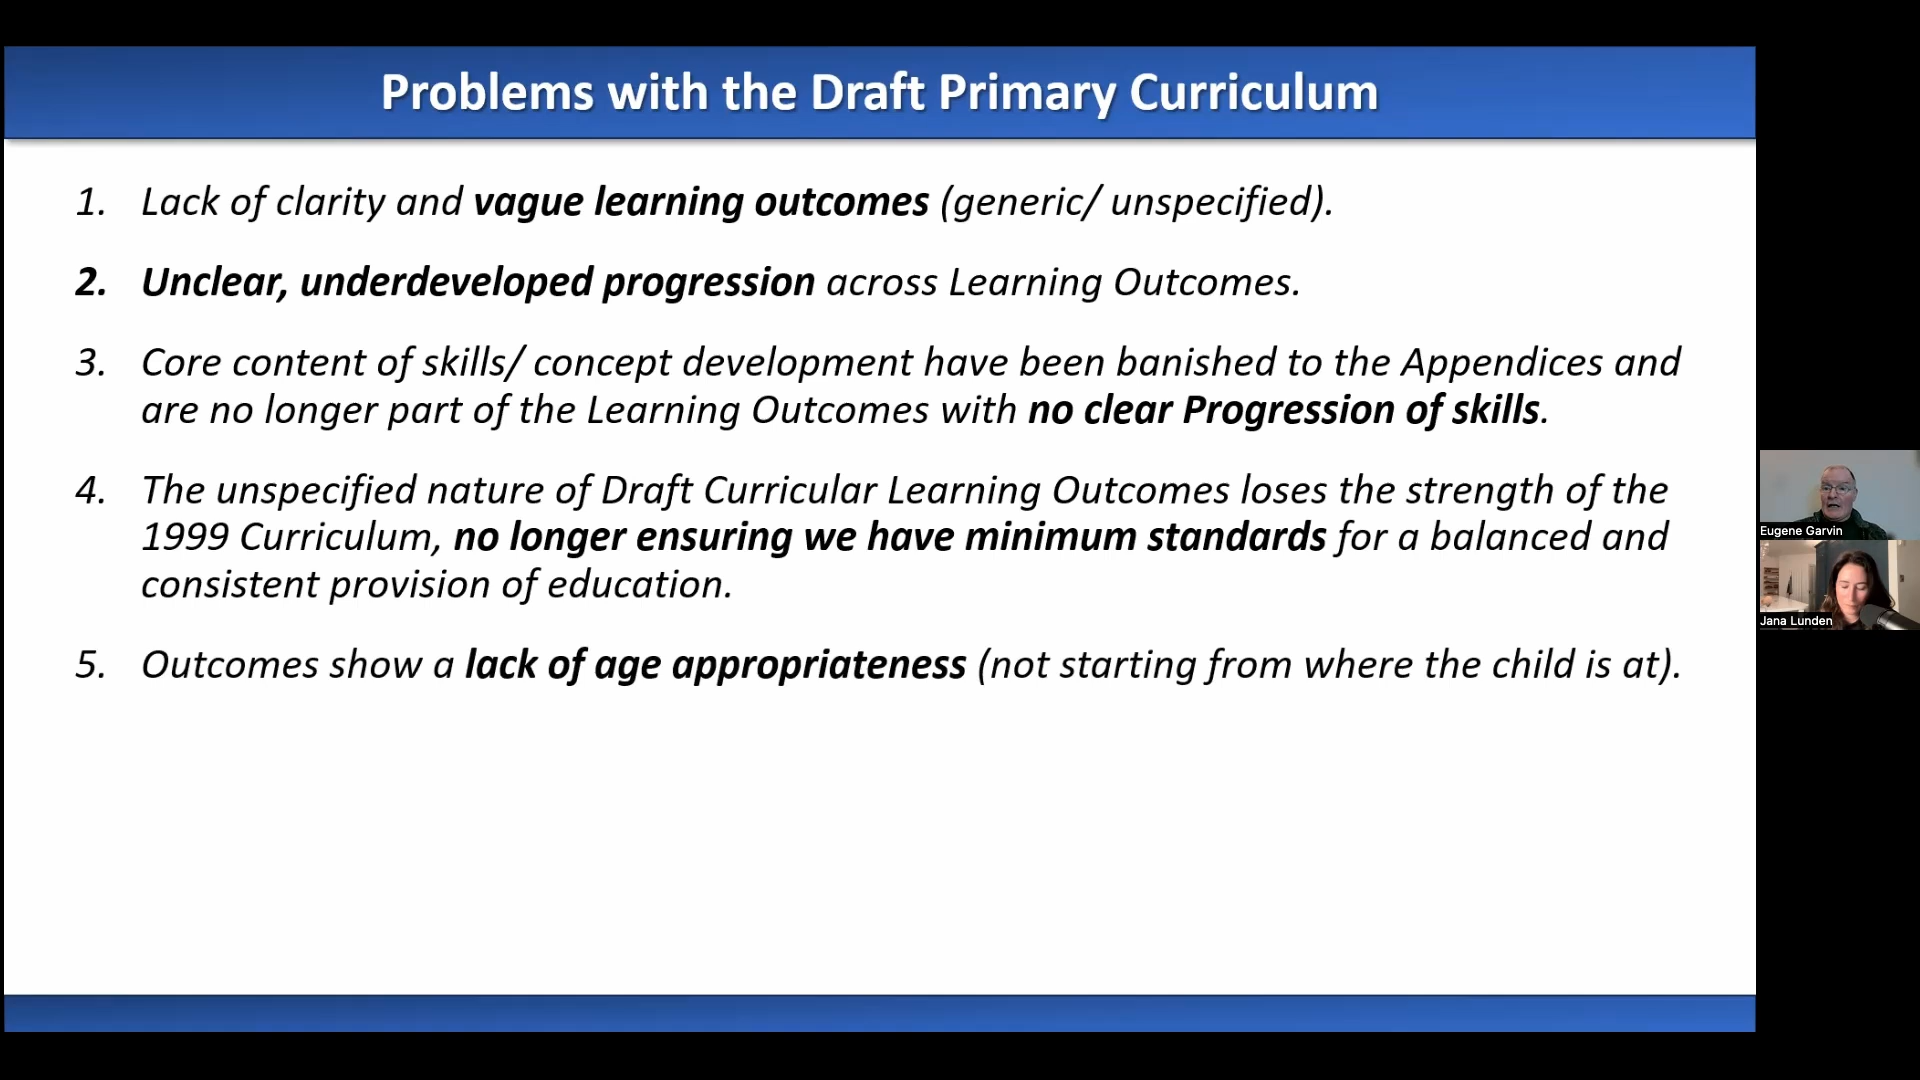 Problems with the Draft Primary Curriculum
1. Lack of clarity and vague learning outcomes (generic/ unspecified).
2. Unclear, underdeveloped progression across Learning Outcomes.
3. Core content of skills/ concept development have been banished to the Appendices and
are no longer part of the Learning Outcomes with no clear Progression of skills.
4. The unspecified nature of Draft Curricular Learning Outcomes loses the strength of the
1999 Curriculum, no longer ensuring we have minimum standards for a balanced and
consistent provision of education.
5. Outcomes show a lack of age appropriateness (not starting from where the child is at).
Eugene Garvin
Jana Lunden